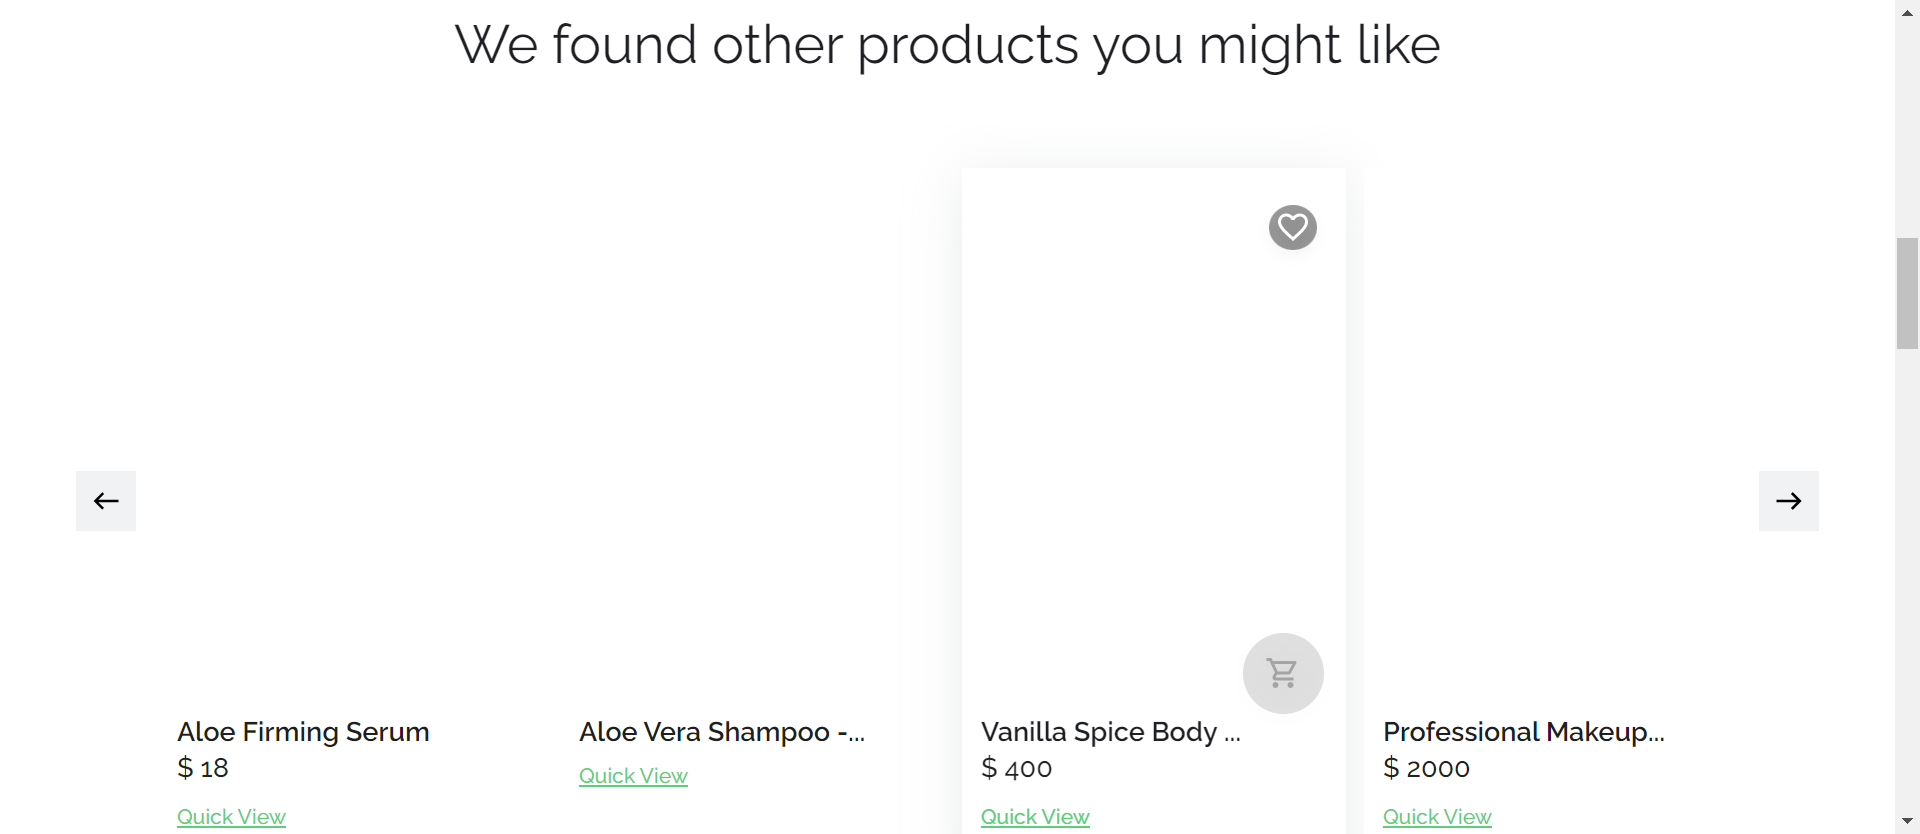 We found other products you might like
Aloe Firming Serum
$ 18
Quick View
Aloe Vera Shampoo -...
Quick View
Vanilla Spice Body ...
$ 400
Quick View
Professional Makeup...
$ 2000
Quick View